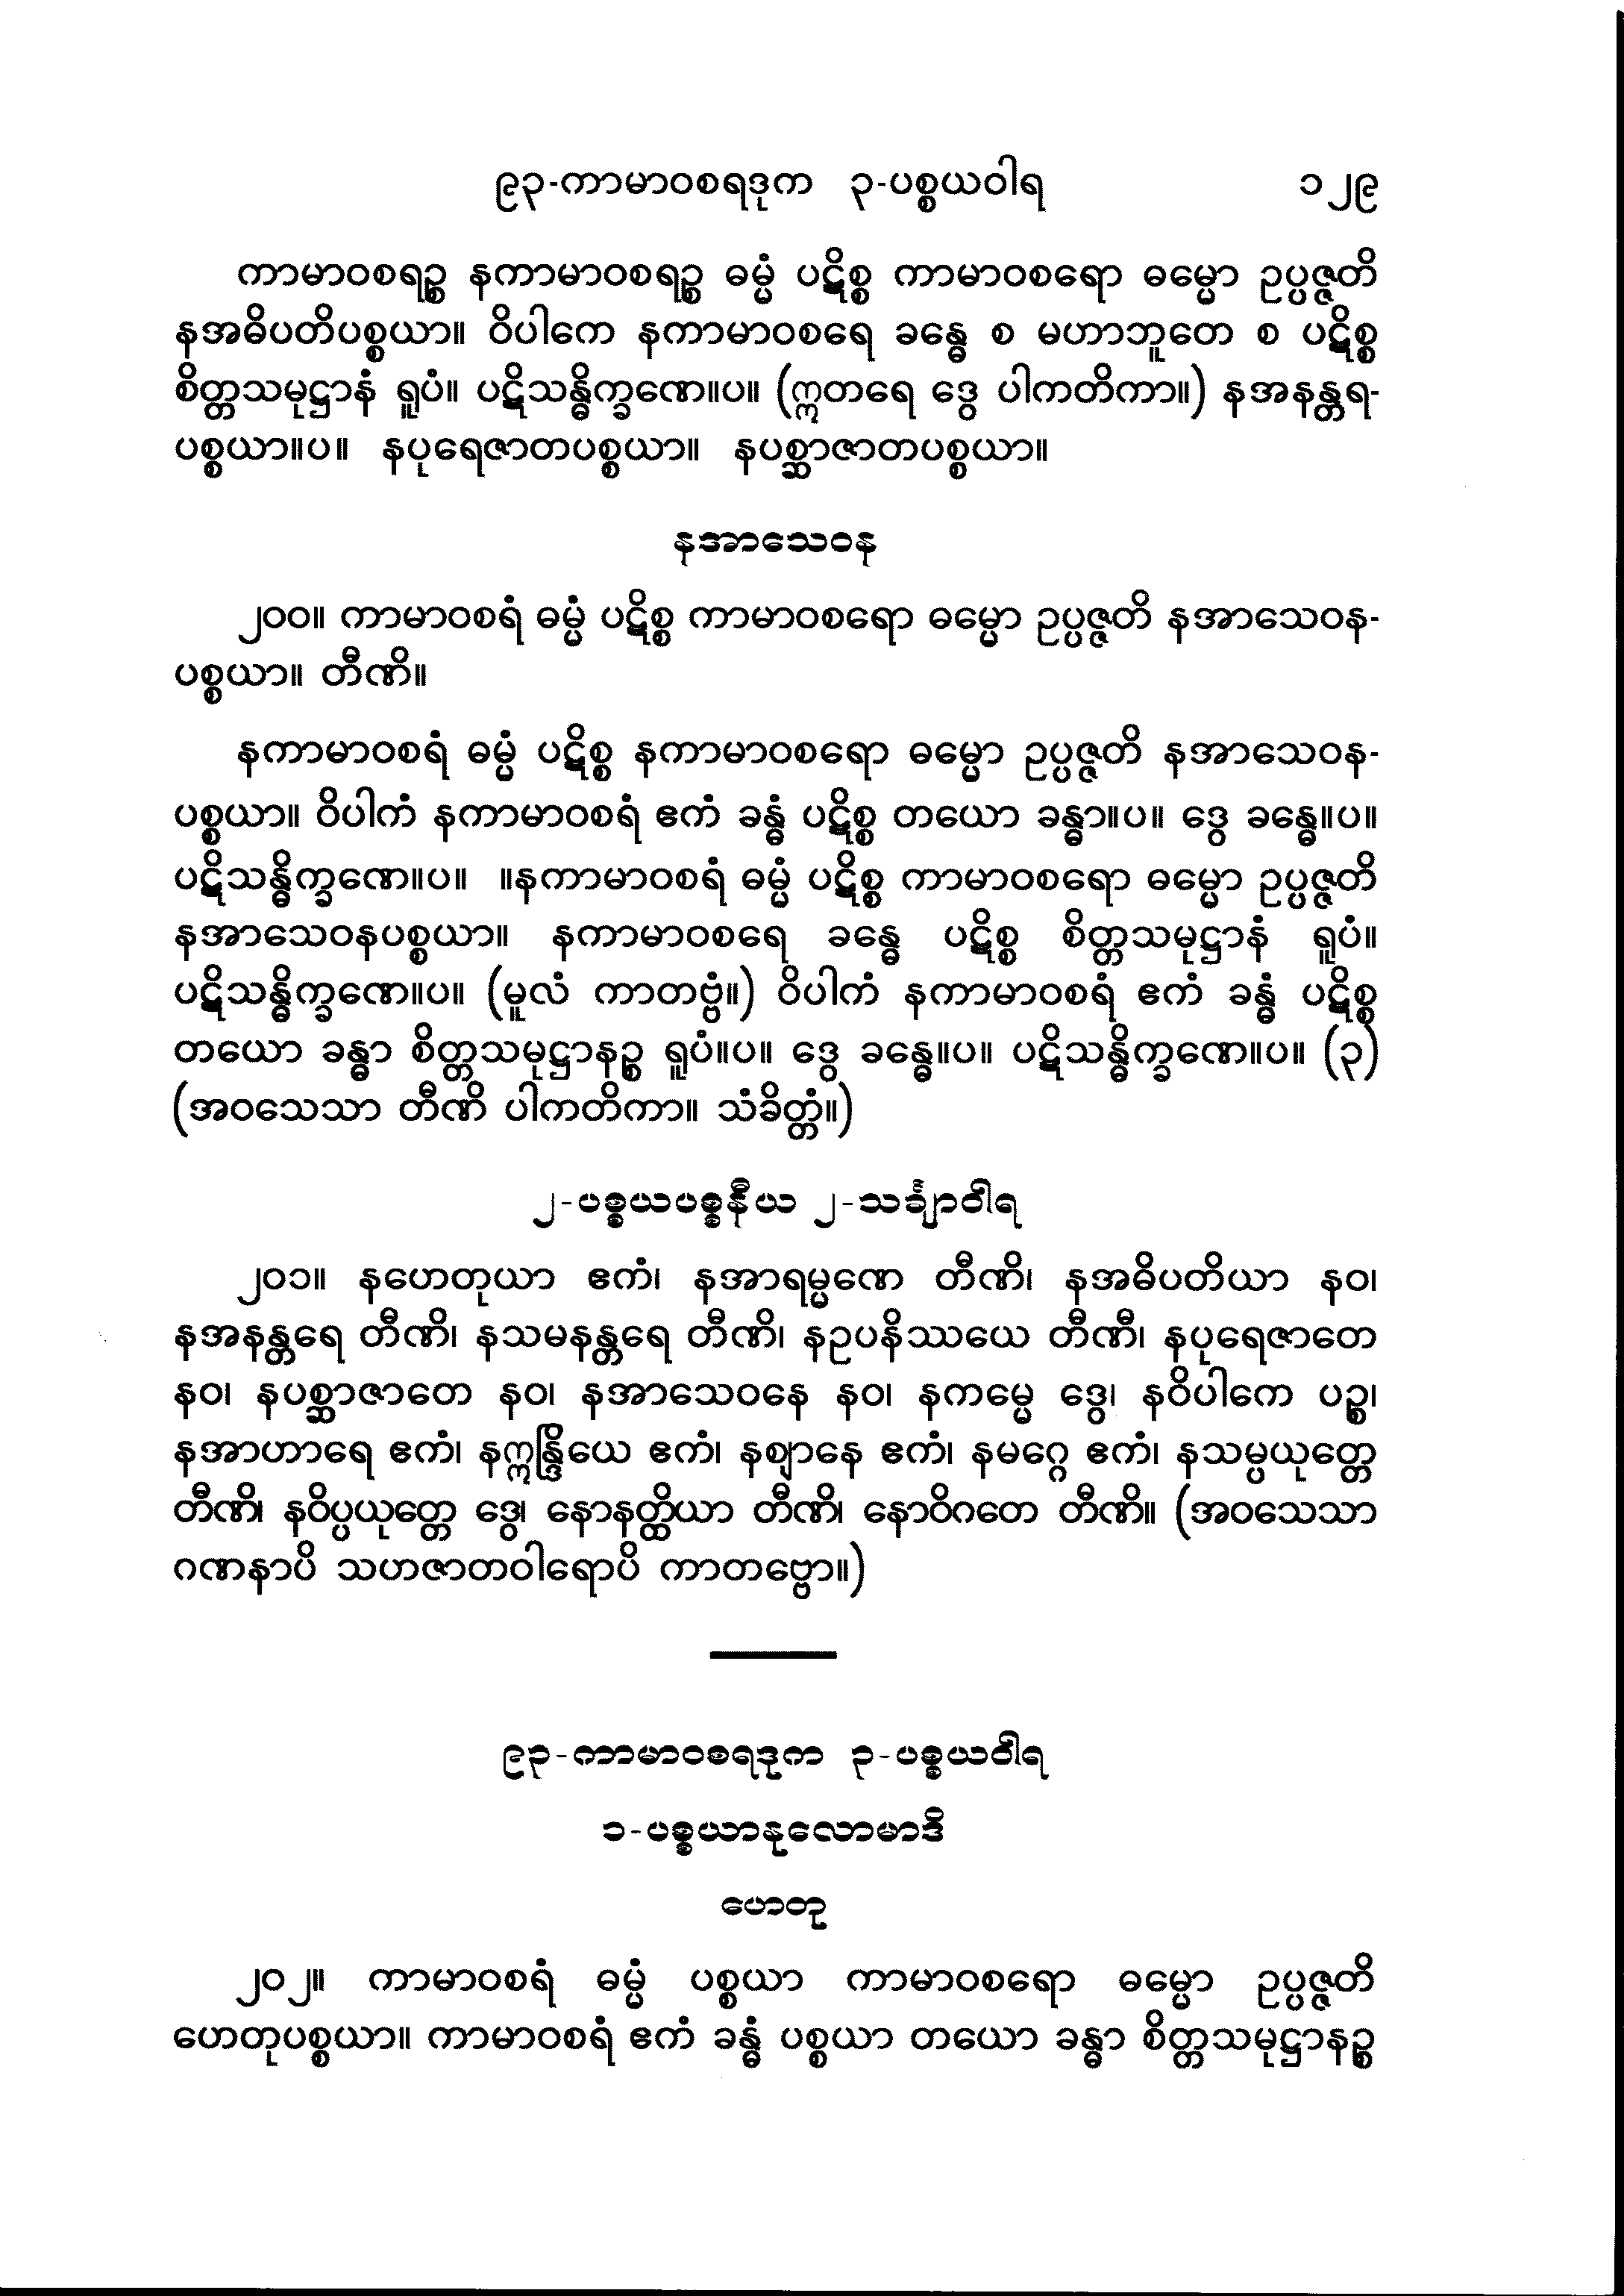 ၉၃-ကာမာဝစရဒုက ၃-ပစ္စယဝါရ ၁၂၉
ကာမာဝစရဉ္စ နကာမာဝစရဉ္စ ဓမ္မံ ပဋိစ္စ ကာမာဝစရော ဓမ္မော ဥပ္ပဇ္ဇတိ
နအဓိပတိပစ္စယာ။ ဝိပါကေ နကာမာဝစရေ ခန္ဓေ စ မဟာဘူတေ စ ပဋိစ္စ
စိတ္တသမုဋ္ဌာနံ ရူပံ။ ပဋိသန္ဓိက္ခဏေ။ပ။ (ဣတရေ ဒွေ ပါကတိကာ။) နအနန္တရ-
ပစ္စယာ။ပ။ နပုရေဇာတပစ္စယာ။ နပစ္ဆာဇာတပစ္စယာ။
နအာသေဝန
၂၀၀။ ကာမာဝစရံ ဓမ္မံ ပဋိစ္စ ကာမာဝစရော ဓမ္မော ဥပ္ပဇ္ဇတိ နအာသေဝန-
ပစ္စယာ။ တီဏိ။
နကာမာဝစရံ ဓမ္မံ ပဋိစ္စ နကာမာဝစရော ဓမ္မော ဥပ္ပဇ္ဇတိ နအာသေဝန-
ပစ္စယာ။ ဝိပါကံ နကာမာဝစရံ ဧကံ ခန္ဓံ ပဋိစ္စ တယော ခန္ဓာ။ပ။ ဒွေ ခန္ဓေ။ပ။
ပဋိသန္ဓိက္ခဏေ။ပ။ ။နကာမာဝစရံ ဓမ္မံ ပဋိစ္စ ကာမာဝစရော ဓမ္မော ဥပ္ပဇ္ဇတိ
နအာသေဝနပစ္စယာ။ နကာမာဝစရေ ခန္ဓေ ပဋိစ္စ စိတ္တသမုဋ္ဌာနံ ရူပံ။
ပဋိသန္ဓိက္ခဏေ။ပ။ (မူလံ ကာတဗ္ဗံ။) ဝိပါကံ နကာမာဝစရံ ဧကံ ခန္ဓံ ပဋိစ္စ
တယော ခန္ဓာ စိတ္တသမုဋ္ဌာနဉ္စ ရူပံ။ပ။ ဒွေ ခန္ဓေ။ပ။ ပဋိသန္ဓိက္ခဏေ။ပ။ (၃)
(အဝသေသာ တီဏိ ပါကတိကာ။ သံခိတ္တံ။)
၂-ပစ္စယပစ္စနီယ ၂-သင်္ချာဝါရ
၂၀၁။ နဟေတုယာ ဧကံ၊ နအာရမ္မဏေ တီဏိ၊ နအဓိပတိယာ နဝ၊
နအနန္တရေ တီဏိ၊ နသမနန္တရေ တီဏိ၊ နဥပနိဿယေ တီဏီ၊ နပုရေဇာတေ
နဝ၊ နပစ္ဆာဇာတေ နဝ၊ နအာသေဝနေ နဝ၊ နကမ္မေ ဒွေ၊ နဝိပါကေ ပဉ္စ၊
နအာဟာရေ ဧကံ၊ နဣန္ဒြိယေ ဧကံ၊ နဈာနေ ဧကံ၊ နမဂ္ဂေ ဧကံ၊ နသမ္ပယုတ္တေ
တီဏိ၊ နဝိပ္ပယုတ္တေ ဒွေ၊ နောနတ္ထိယာ တီဏိ၊ နောဝိဂတေ တီဏိ။ (အဝသေသာ
ဂဏနာပိ သဟဇာတဝါရောပိ ကာတဗ္ဗော။)
၉၃-ကာမာဝစရဒုက ၃-ပစ္စယဝါရ
၁-ပစ္စယာနုလောမာဒိ
ဟေတု
၂၀၂။ ကာမာဝစရံ ဓမ္မံ ပစ္စယာ ကာမာဝစရော ဓမ္မော ဥပ္ပဇ္ဇတိ
ဟေတုပစ္စယာ။ ကာမာဝစရံ ဧကံ ခန္ဓံ ပစ္စယာ တယော ခန္ဓာ စိတ္တသမုဋ္ဌာနဉ္စ